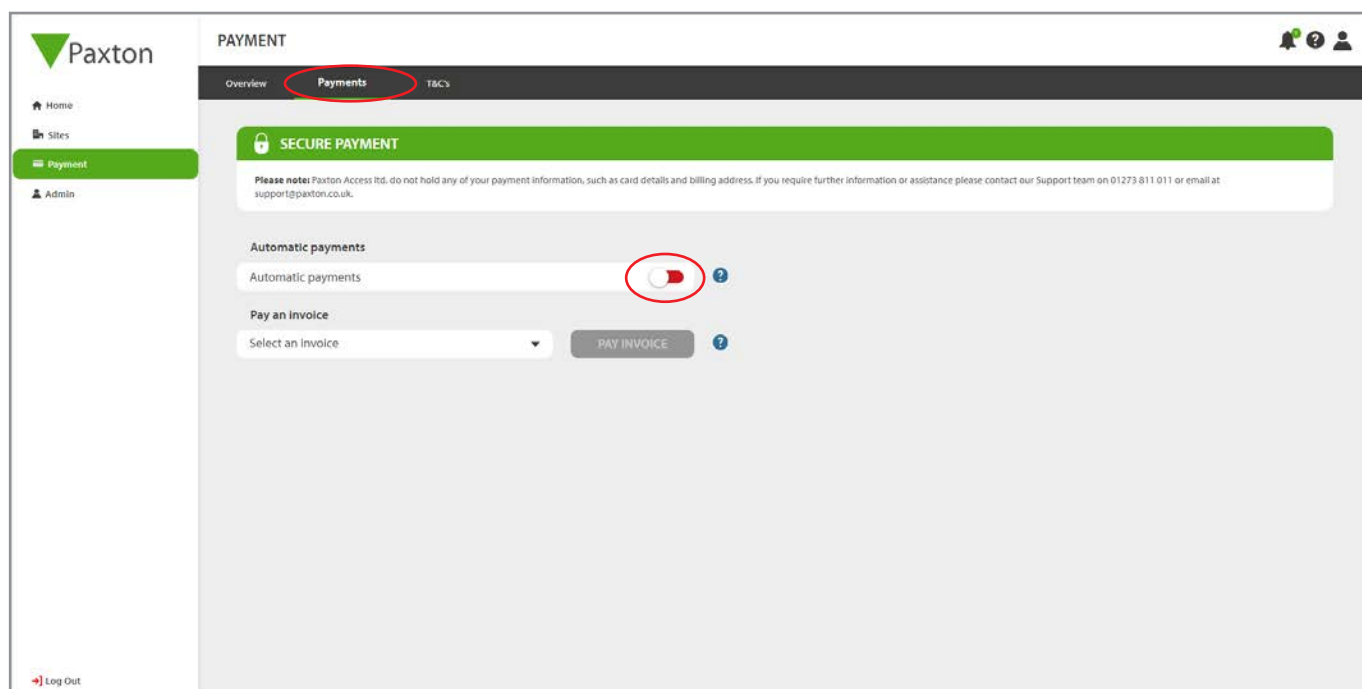 Paxton
PAYMENT
Overview Payments T&C's
Home
Sites
Payment
Admin
SECURE PAYMENT
Please note: Paxton Access ltd. do not hold any of your payment information, such as card details and billing address. If you require further information or assistance please contact our Support team on 01273 811 011 or email at
support@paxton.co.uk.
Automatic payments
Automatic payments
?
Pay an invoice
Select an invoice PAY INVOICE ?
Log Out